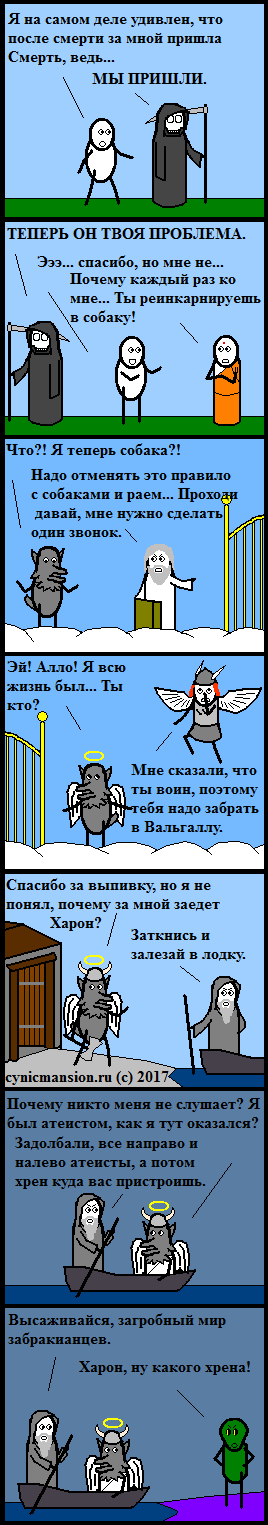 Я на самом деле удивлен, что
после смерти за мной пришла
Смерть, ведь...
МЫ ПРИШЛИ.
ТЕПЕРЬ ОН ТВОЯ ПРОБЛЕМА.
Эээ... спасибо, но мне не...
Почему каждый раз ко
мне... Ты реинкарнируешь
в собаку!
Что?! Я теперь собака?!
Надо отменять это правило
с собаками и раем... Проходи
давай, мне нужно сделать
один звонок.
Эй! Алло! Я всю
жизнь был... Ты
кто?
Мне сказали, что
ты воин, поэтому
тебя надо забрать
в Вальгаллу.
Спасибо за выпивку, но я не
понял, почему за мной заедет
Харон?
Заткнись и
залезай в лодку.
cynicmansion.ru (c) 2017
Почему никто меня не слушает? Я
был атеистом, как я тут оказался?
Задолбали, все направо и
налево атеисты, а потом
хрен куда вас пристроишь.
Высаживайся, загробный мир
забракианцев.
Харон, ну какого хрена!